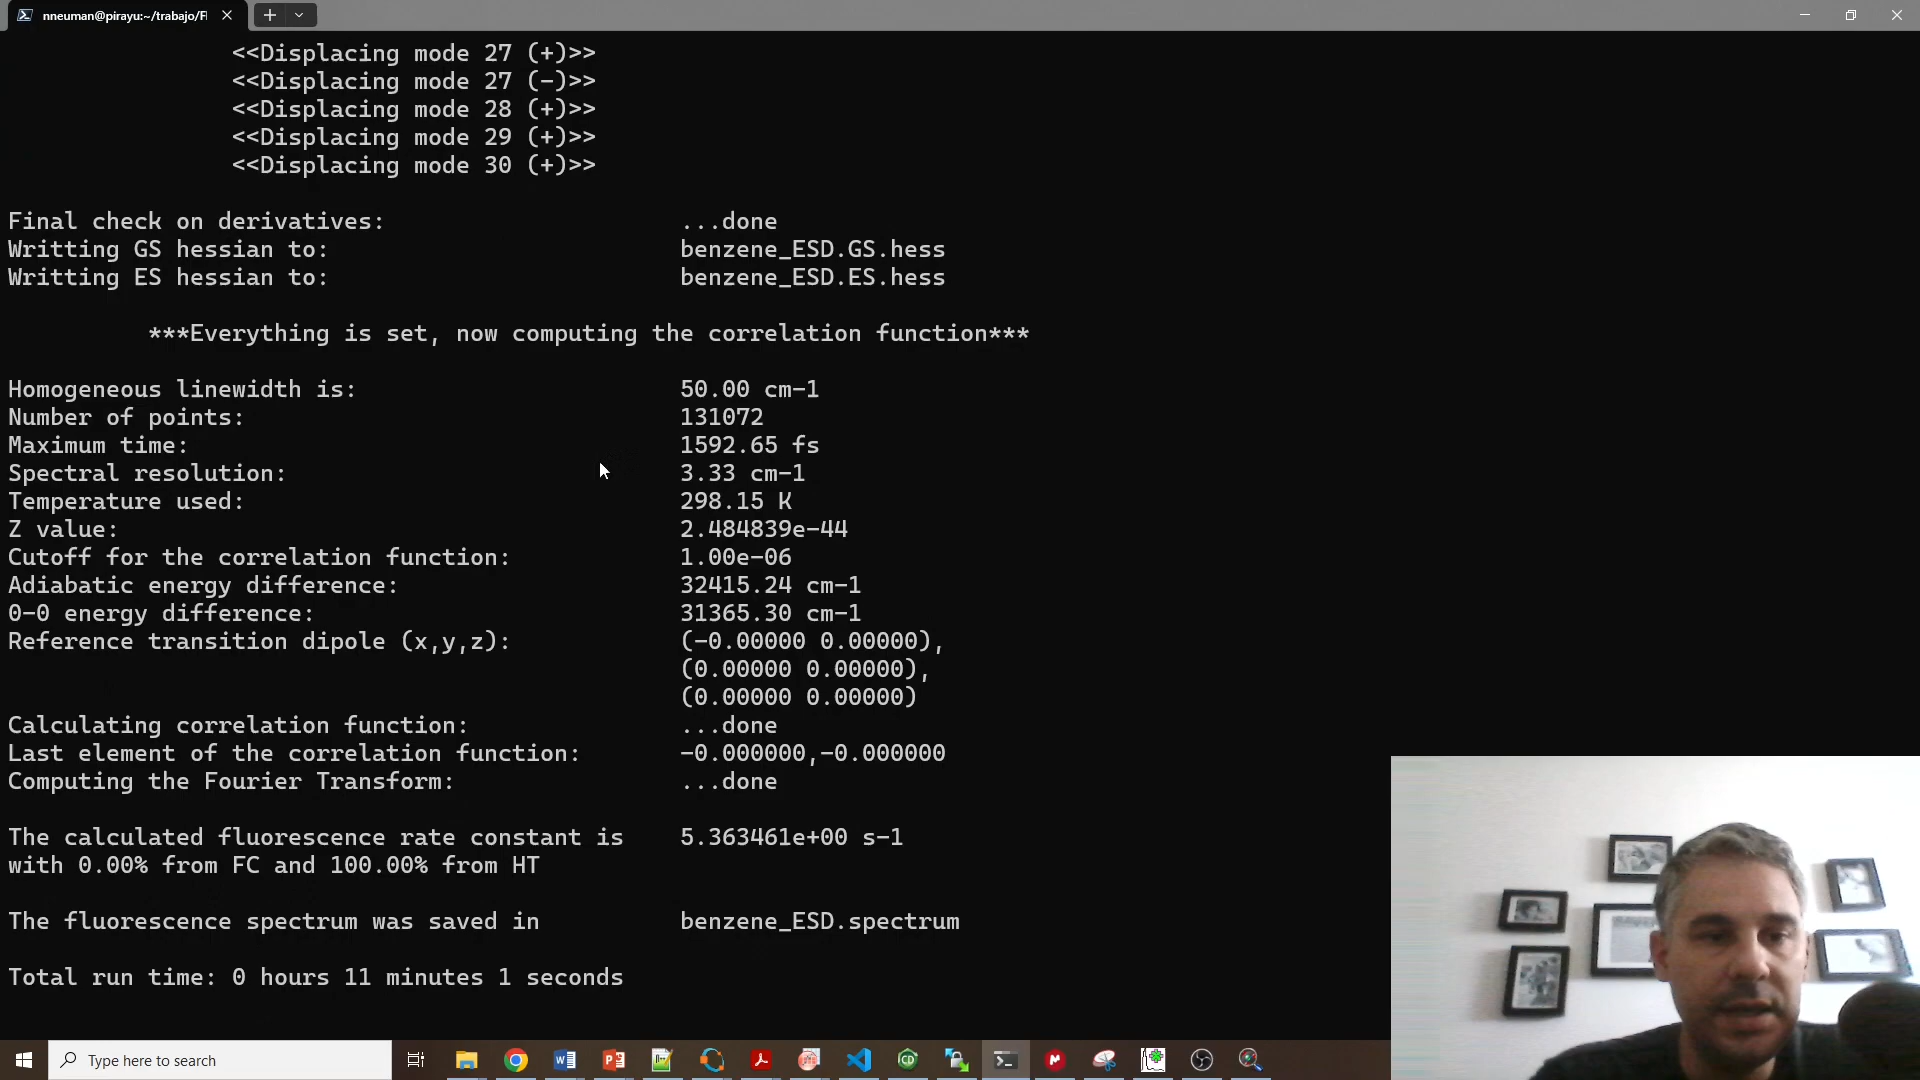 nneuman@pirayu:~/trabajo/Fl
<<Displacing mode 27 (+)>>
<<Displacing mode 27 (-)>>
<<Displacing mode 28 (+)>>
<<Displacing mode 29 (+)>>
<<Displacing mode 30 (+)>>
Final check on derivatives: ...done
Writting GS hessian to: benzene_ESD.GS.hess
Writting ES hessian to: benzene_ESD.ES.hess
***Everything is set, now computing the correlation function***
Homogeneous linewidth is: 50.00 cm-1
Number of points: 131072
Maximum time: 1592.65 fs
Spectral resolution: 3.33 cm-1
Temperature used: 298.15 K
Z value: 2.484839e-44
Cutoff for the correlation function: 1.00e-06
Adiabatic energy difference: 32415.24 cm-1
0-0 energy difference: 31365.30 cm-1
Reference transition dipole (x,y,z): (-0.00000 0.00000),
(0.00000 0.00000),
(0.00000 0.00000)
Calculating correlation function: ...done
Last element of the correlation function: -0.000000,-0.000000
Computing the Fourier Transform: ...done
The calculated fluorescence rate constant is 5.363461e+00 s-1
with 0.00% from FC and 100.00% from HT
The fluorescence spectrum was saved in benzene_ESD.spectrum
Total run time: 0 hours 11 minutes 1 seconds
Type here to search